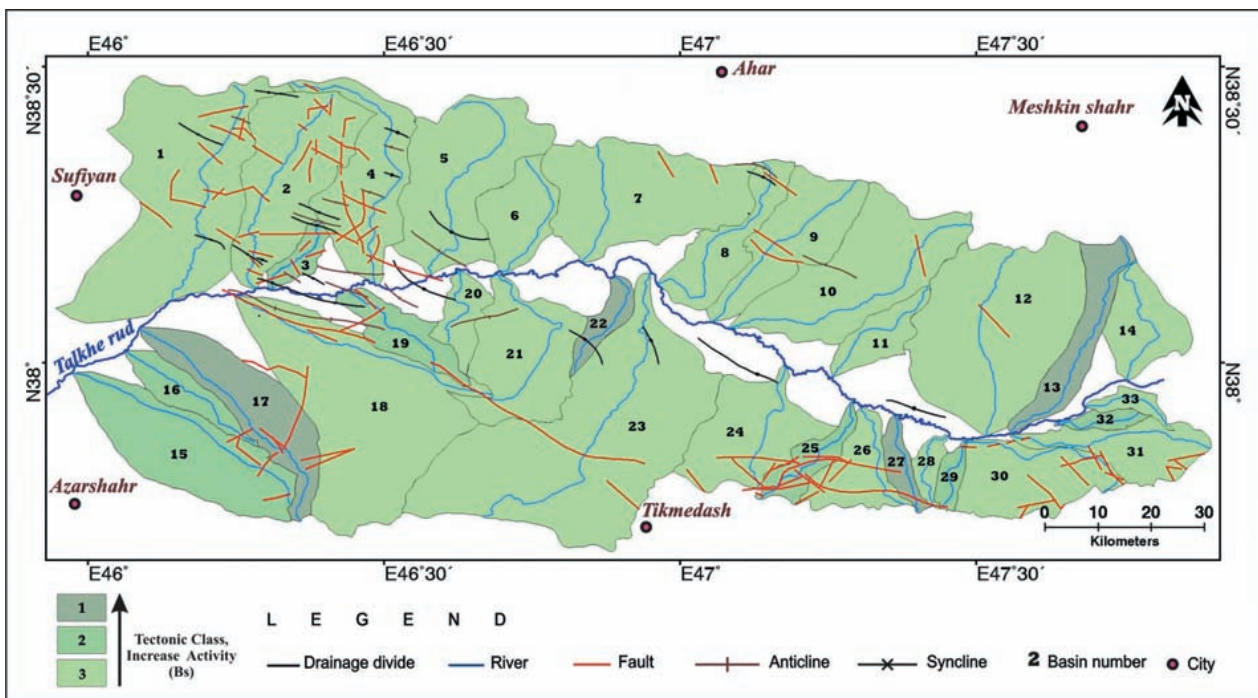 E46° E46°30' E47° E47°30'
N38°30' N38°30'
Ahar
Meshkin shahr
Sufiyan
1 2 3 4 5 6 7 8 9 10 11 12 13 14
Talkhe rud
N38° N38°
15 16 17 18 19 20 21 22 23 24 25 26 27 28 29 30 31 32 33
Azarshahr
Tikmedash
0 10 20 30
Kilometers
N
E46° E46°30' E47° E47°30'
1
2
3
Tectonic Class,
Increase Activity
(Bs)
L E G E N D
Drainage divide River Fault Anticline Syncline 2 Basin number City